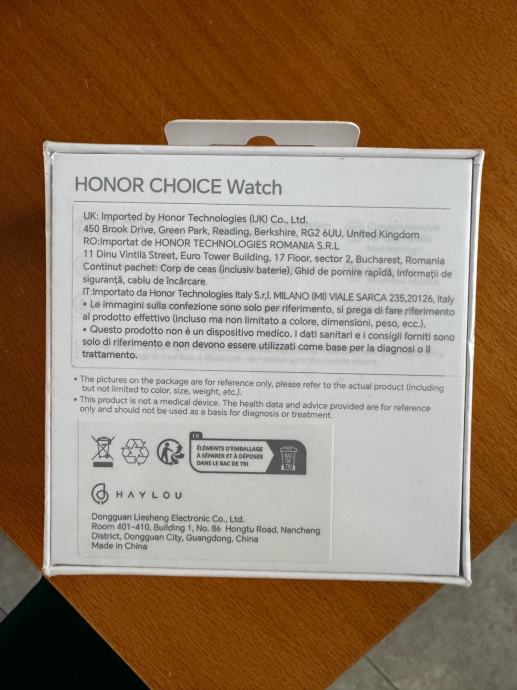 HONOR CHOICE Watch
UK: Imported by Honor Technologies (UK) Co., Ltd.
450 Brook Drive, Green Park, Reading, Berkshire, RG2 6UU, United Kingdom
RO:Importat de HONOR TECHNOLOGIES ROMANIA S.R.L
11 Dinu Vintilă Street, Euro Tower Building, 17 Floor, sector 2, Bucharest, Romania
Continut pachet: Corp de ceas (inclusiv baterie), Ghid de pornire rapidă, Informații de
siguranță, cablu de încărcare.
IT:Importato da Honor Technologies Italy S.r.l. MILANO (MI) VIALE SARCA 235,20126, Italy
• Le immagini sulla confezione sono solo per riferimento, si prega di fare riferimento
al prodotto effettivo (incluso ma non limitato a colore, dimensioni, peso, ecc.).
• Questo prodotto non è un dispositivo medico. I dati sanitari e i consigli forniti sono
solo di riferimento e non devono essere utilizzati come base per la diagnosi o il
trattamento.
• The pictures on the package are for reference only, please refer to the actual product (including
but not limited to color, size, weight, etc.).
• This product is not a medical device. The health data and advice provided are for reference
only and should not be used as a basis for diagnosis or treatment.
FR
ÉLÉMENTS D'EMBALLAGE
À SÉPARER ET À DÉPOSER
DANS LE BAC DE TRI
BAC
DE
TRI
HAYLOU
Dongguan Liesheng Electronic Co., Ltd.
Room 401-410, Building 1, No. 86 Hongtu Road, Nancheng
District, Dongguan City, Guangdong, China
Made in China